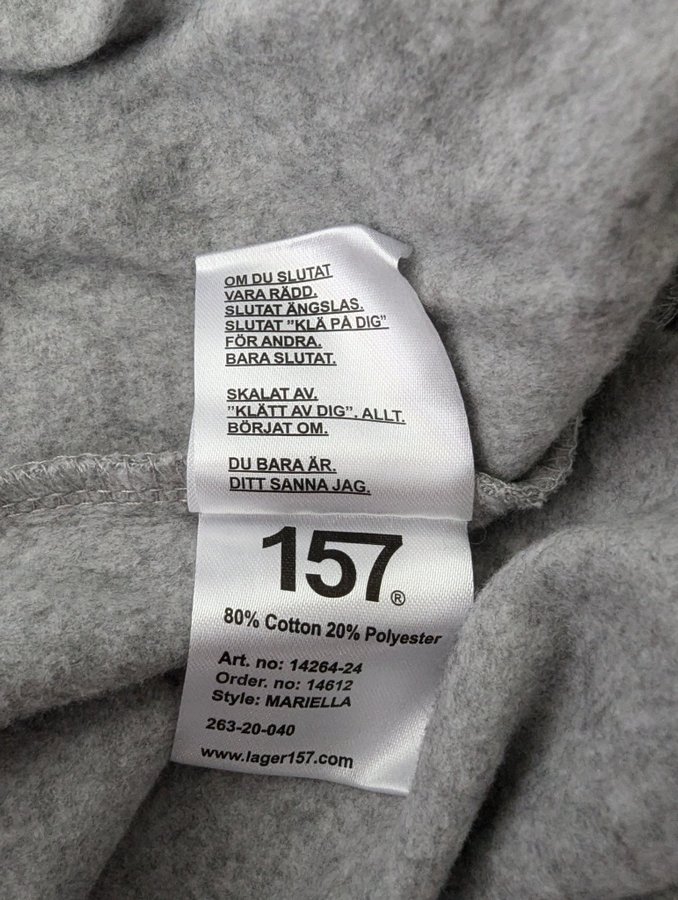 OM DU SLUTAT
VARA RÄDD.
SLUTAT ÄNGSLAS.
SLUTAT ”KLÄ PÅ DIG”
FÖR ANDRA.
BARA SLUTAT.
SKALAT AV.
”KLÄTT AV DIG”. ALLT.
BÖRJAT OM.
DU BARA ÄR.
DITT SANNA JAG.
157®
80% Cotton 20% Polyester
Art. no: 14264-24
Order. no: 14612
Style: MARIELLA
263-20-040
www.lager157.com